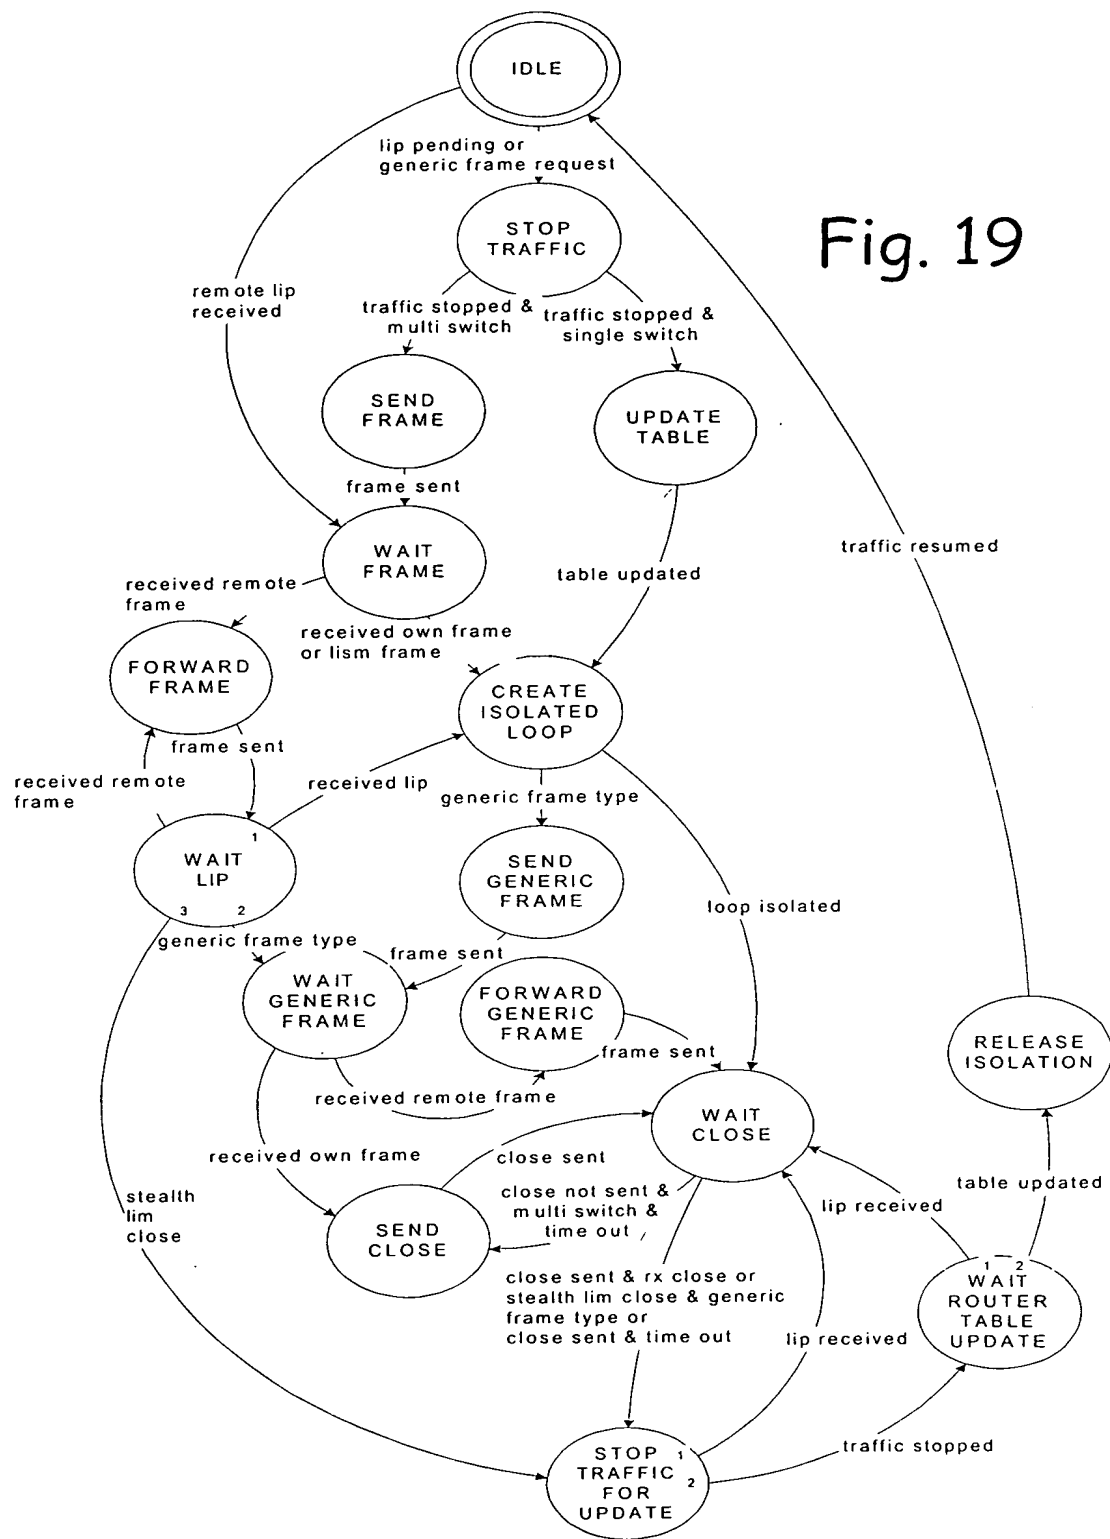 IDLE
lip pending or
generic frame request
STOP
TRAFFIC
Fig. 19
remote lip
received
traffic stopped &
multi switch
traffic stopped &
single switch
SEND
FRAME
UPDATE
TABLE
frame sent
WAIT
FRAME
traffic resumed
table updated
received remote
frame
received own frame
or lism frame
FORWARD
FRAME
CREATE
ISOLATED
LOOP
frame sent
received remote
frame
received lip
generic frame type
1
WAIT
LIP
3 2
SEND
GENERIC
FRAME
loop isolated
generic frame type
frame sent
WAIT
GENERIC
FRAME
FORWARD
GENERIC
FRAME
frame sent
RELEASE
ISOLATION
received remote frame
WAIT
CLOSE
received own frame
close sent
table updated
stealth
lim
close
close not sent &
multi switch &
time out
lip received
SEND
CLOSE
1 2
WAIT
ROUTER
TABLE
UPDATE
close sent & rx close or
stealth lim close & generic
frame type or
close sent & time out
lip received
traffic stopped
STOP 1
TRAFFIC
FOR 2
UPDATE